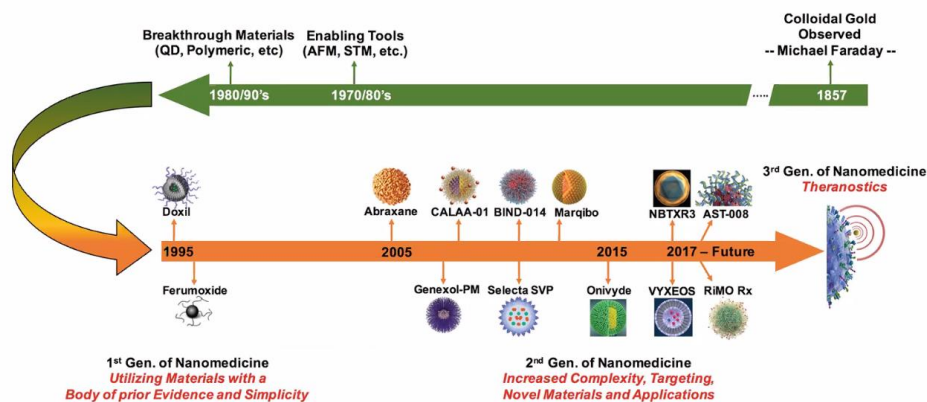 Breakthrough Materials
(QD, Polymeric, etc)
Enabling Tools
(AFM, STM, etc.)
Colloidal Gold
Observed
-- Michael Faraday --
1980/90's
1970/80's
.....
1857
3rd Gen. of Nanomedicine
Theranostics
Doxil
Abraxane
CALAA-01
BIND-014
Marqibo
NBTXR3
AST-008
1995
2005
2015
2017 – Future
Ferumoxide
Genexol-PM
Selecta SVP
Onivyde
VYXEOS
RiMO Rx
1st Gen. of Nanomedicine
Utilizing Materials with a
Body of prior Evidence and Simplicity
2nd Gen. of Nanomedicine
Increased Complexity, Targeting,
Novel Materials and Applications